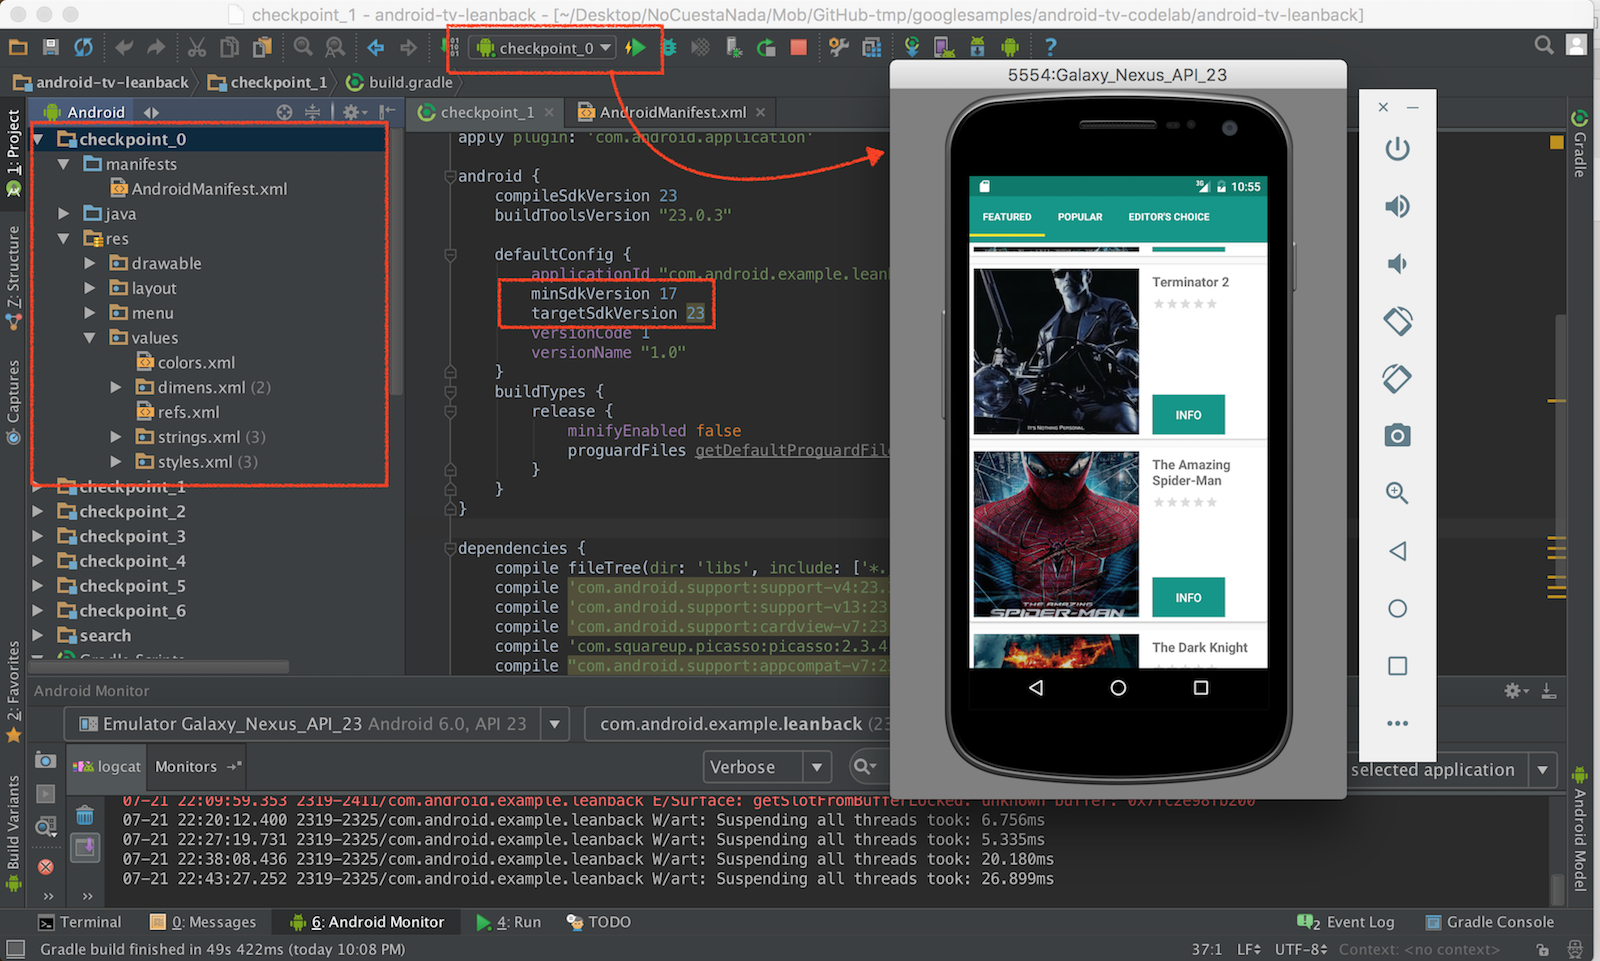 checkpoint_1 - android-tv-leanback - [~/Desktop/NoCuestaNada/Mob/GitHub-tmp/googlesamples/android-tv-codelab/android-tv-leanback]
checkpoint_0
android-tv-leanback checkpoint_1 build.gradle
5554:Galaxy_Nexus_API_23
1: Project
Z: Structure
Captures
2: Favorites
Build Variants
Android
checkpoint_0
manifests
AndroidManifest.xml
java
res
drawable
layout
menu
values
colors.xml
dimens.xml (2)
refs.xml
strings.xml (3)
styles.xml (3)
checkpoint_1
checkpoint_2
checkpoint_3
checkpoint_4
checkpoint_5
checkpoint_6
search
Gradle Scripts
checkpoint_1 AndroidManifest.xml
apply plugin: 'com.android.application'
android {
compileSdkVersion 23
buildToolsVersion "23.0.3"
defaultConfig {
applicationId "com.android.example.leanb
minSdkVersion 17
targetSdkVersion 23
versionCode 1
versionName "1.0"
}
buildTypes {
release {
minifyEnabled false
proguardFiles getDefaultProguardFil
}
}
}
dependencies {
compile fileTree(dir: 'libs', include: ['*.
compile 'com.android.support:support-v4:23.
compile 'com.android.support:support-v13:23
compile 'com.android.support:cardview-v7:23
compile 'com.squareup.picasso:picasso:2.3.4
compile "com.android.support:appcompat-v7:23
3G 10:55
FEATURED POPULAR EDITOR'S CHOICE
Terminator 2
IT'S NOTHING PERSONAL.
INFO
The Amazing
Spider-Man
THE AMAZING
SPIDER-MAN
INFO
The Dark Knight
Gradle
Android Model
Android Monitor
Emulator Galaxy_Nexus_API_23 Android 6.0, API 23 com.android.example.leanback (23
logcat Monitors Verbose selected application
07-21 22:09:59.353 2319-2411/com.android.example.leanback E/Surface: getSlotFromBufferLocked: unknown buffer: 0x7fc2e981b200
07-21 22:20:12.400 2319-2325/com.android.example.leanback W/art: Suspending all threads took: 6.756ms
07-21 22:27:19.731 2319-2325/com.android.example.leanback W/art: Suspending all threads took: 5.335ms
07-21 22:38:08.436 2319-2325/com.android.example.leanback W/art: Suspending all threads took: 20.180ms
07-21 22:43:27.252 2319-2325/com.android.example.leanback W/art: Suspending all threads took: 26.899ms
Terminal 0: Messages 6: Android Monitor 4: Run TODO 2 Event Log Gradle Console
Gradle build finished in 49s 422ms (today 10:08 PM) 37:1 LF UTF-8 Context: <no context>